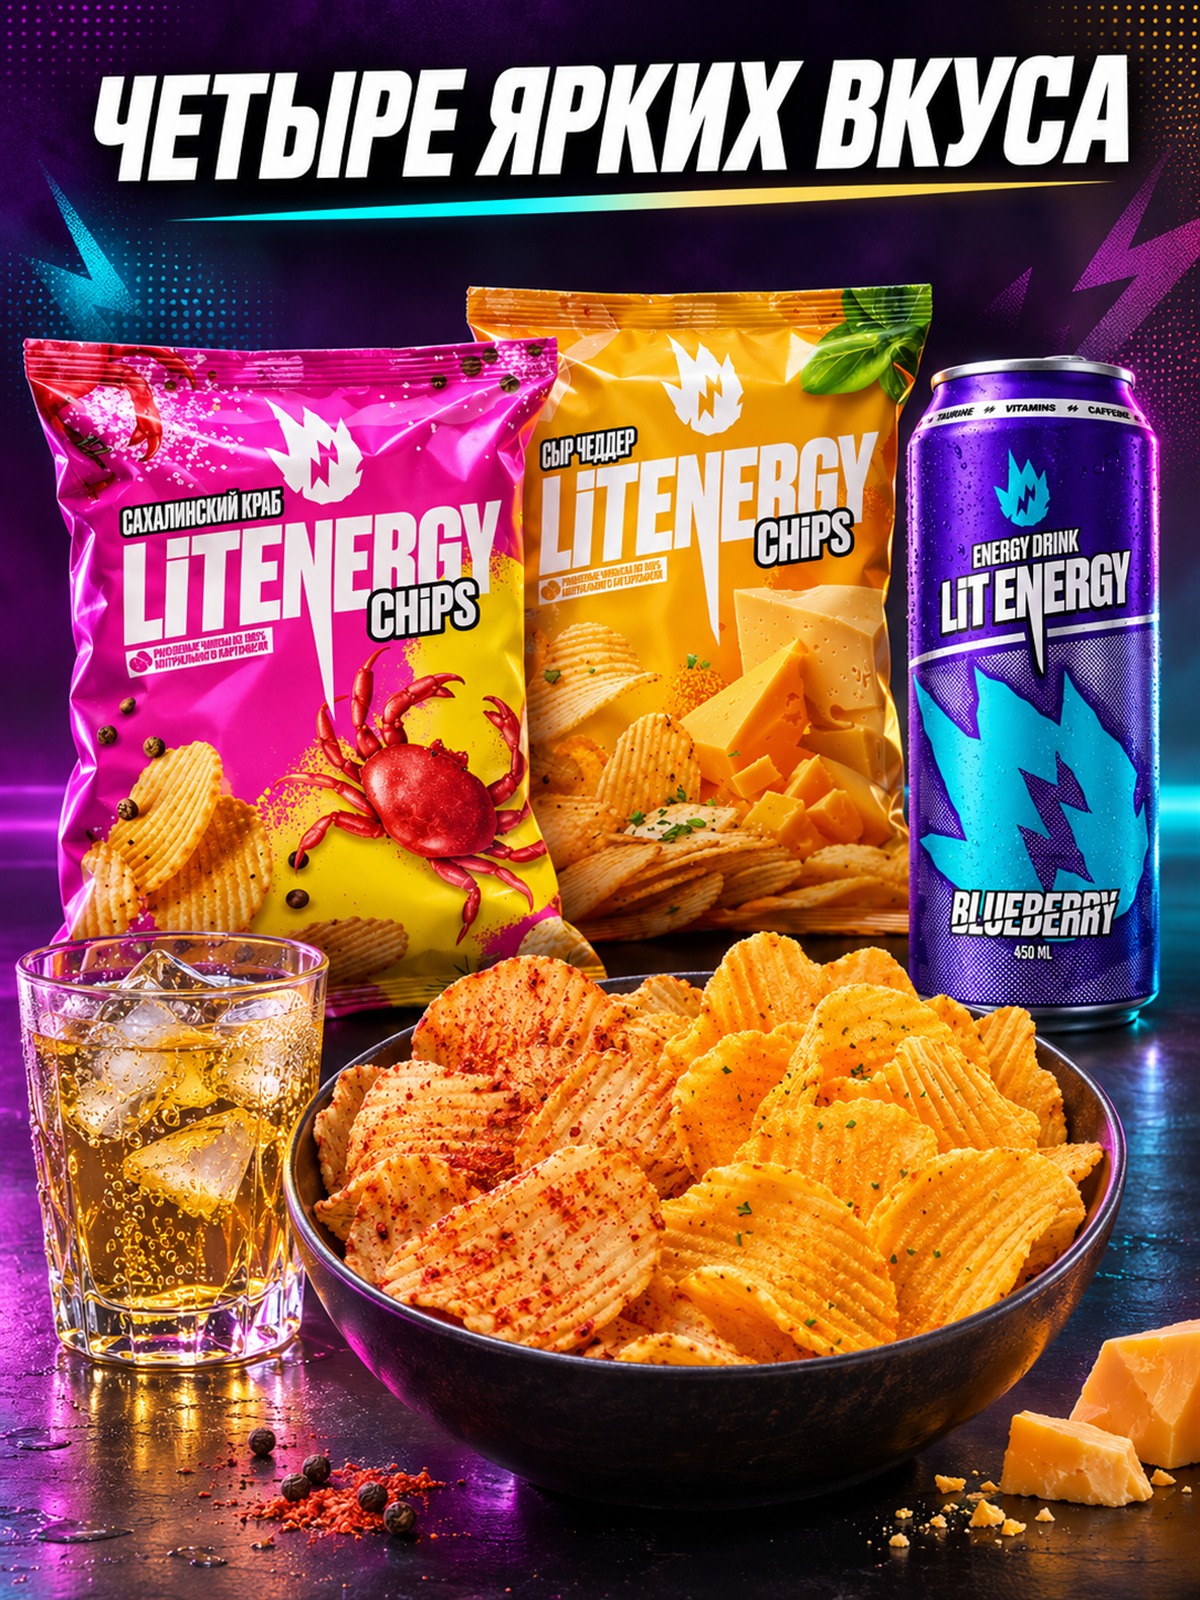 ЧЕТЫРЕ ЯРКИХ ВКУСА
САХАЛИНСКИЙ КРАБ
LiTENERGY
CHiPS
СЫР ЧЕДДЕР
LiTENERGY
CHiPS
TAURINE VITAMINS CAFFEINE
ENERGY DRINK
LiT ENERGY
BLUEBERRY
450 ML